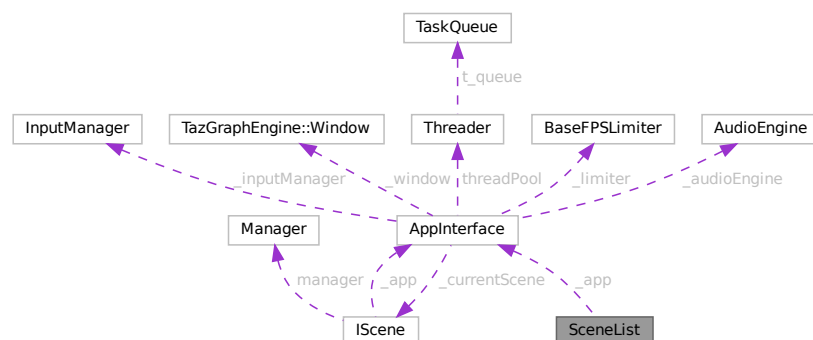 TaskQueue
t_queue
InputManager
TazGraphEngine::Window
Threader
BaseFPSLimiter
AudioEngine
_inputManager
_window
threadPool
_limiter
_audioEngine
Manager
AppInterface
manager
_app
_currentScene
_app
IScene
SceneList